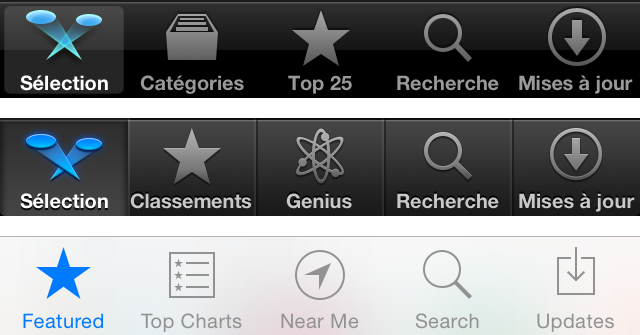 Sélection Catégories Top 25 Recherche Mises à jour
Sélection Classements Genius Recherche Mises à jour
Featured Top Charts Near Me Search Updates